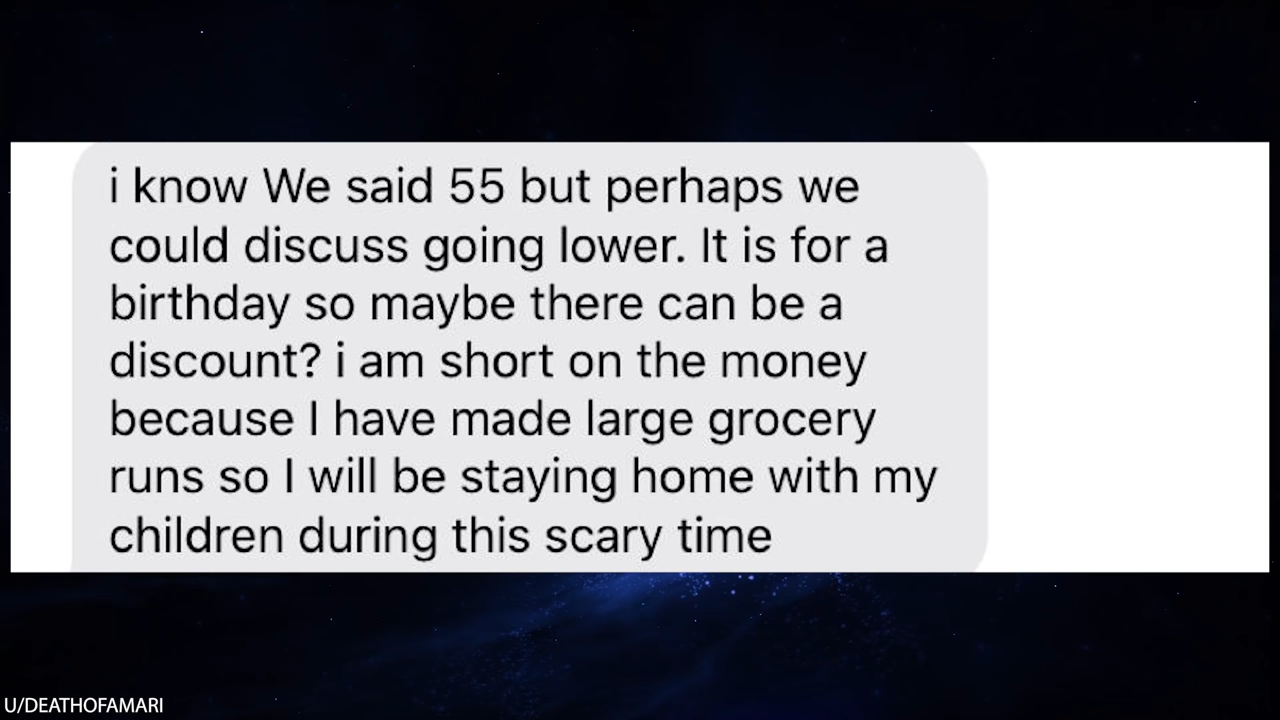 i know We said 55 but perhaps we
could discuss going lower. It is for a
birthday so maybe there can be a
discount? i am short on the money
because I have made large grocery
runs so I will be staying home with my
children during this scary time
U/DEATHOFAMARI